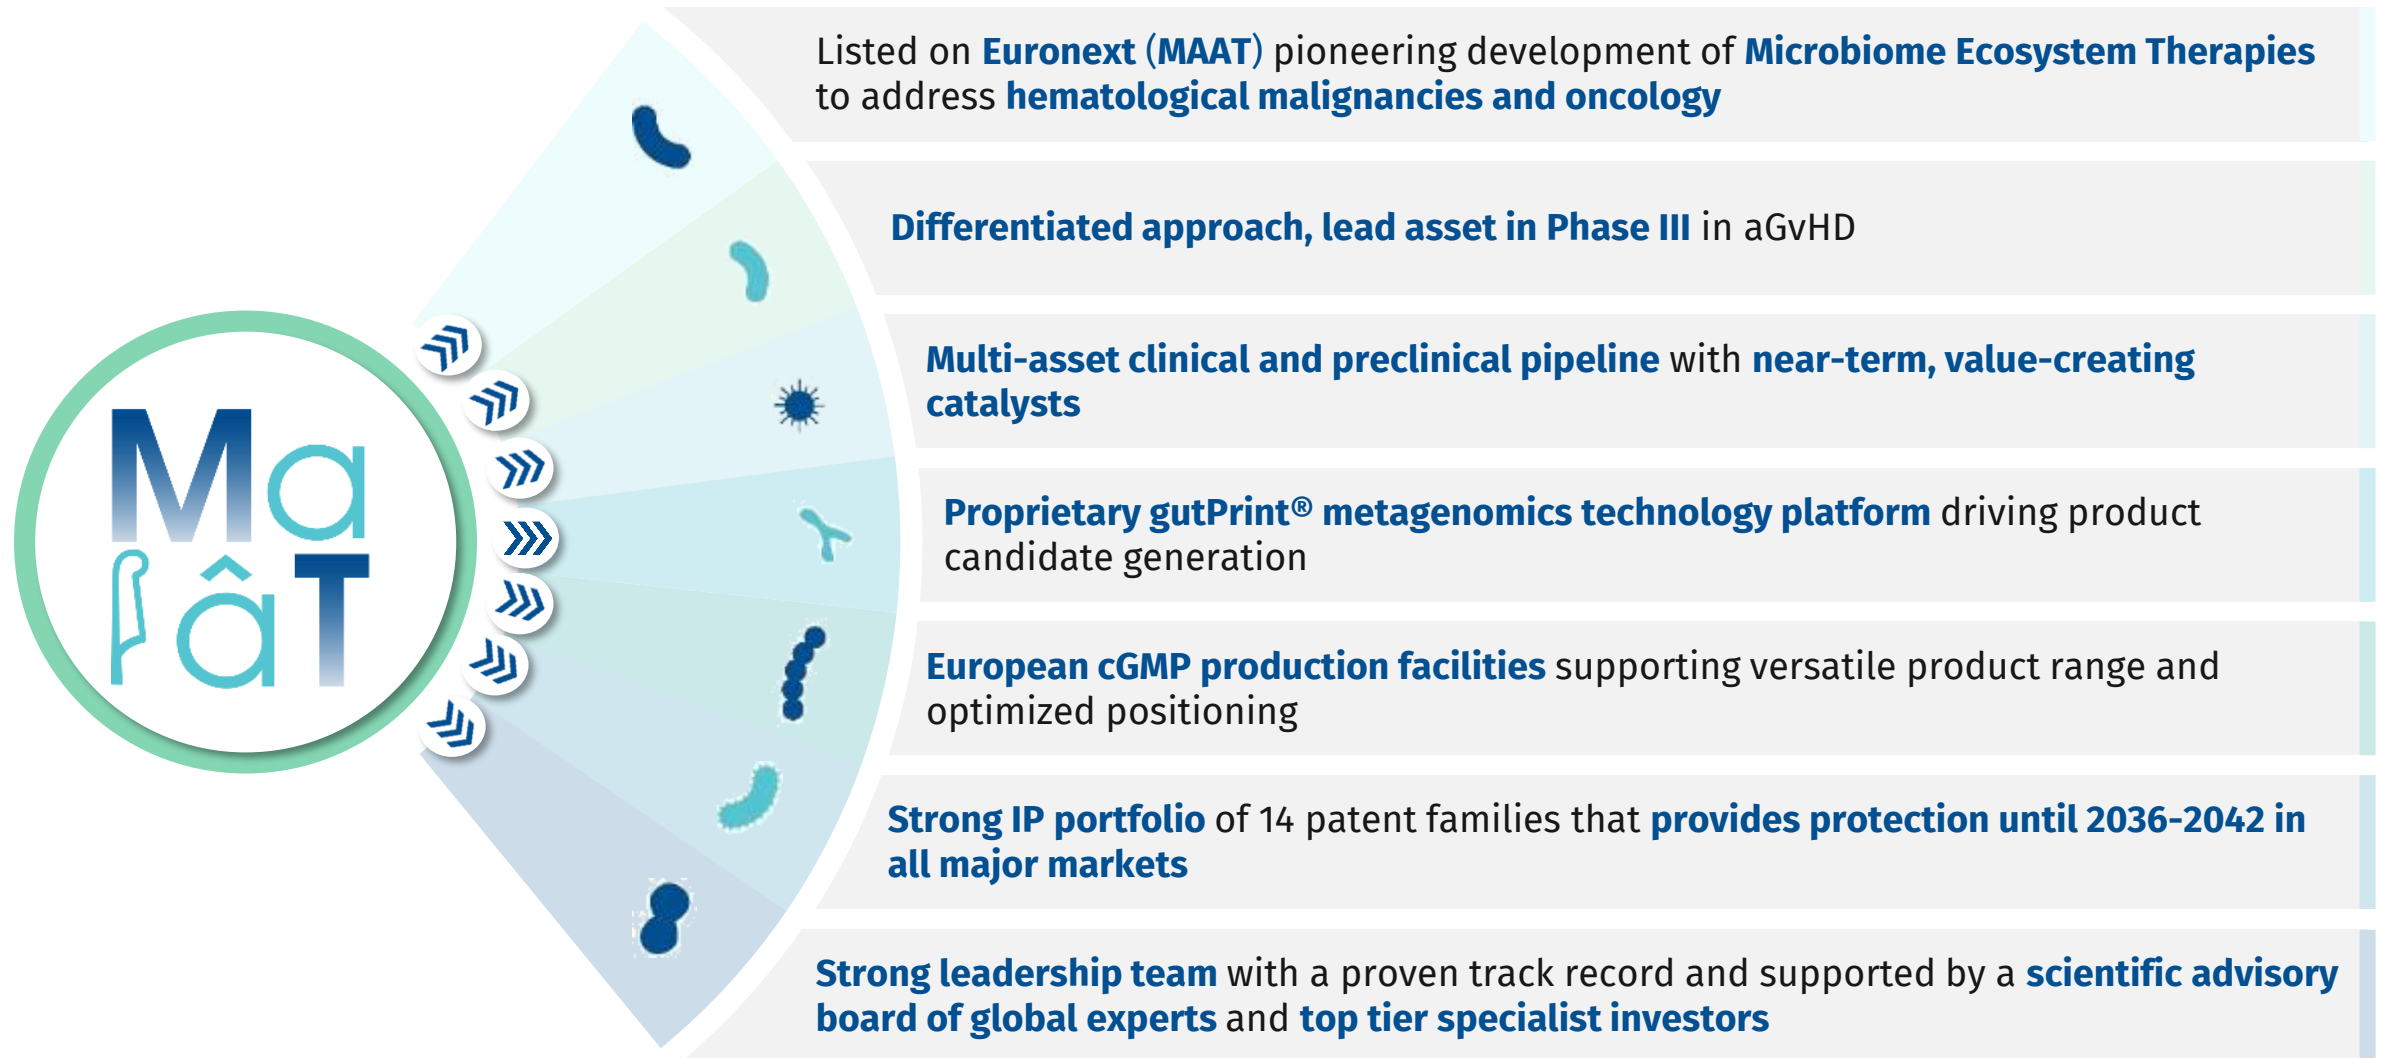 Ma
âT
Listed on Euronext (MAAT) pioneering development of Microbiome Ecosystem Therapies
to address hematological malignancies and oncology
Differentiated approach, lead asset in Phase III in aGvHD
Multi-asset clinical and preclinical pipeline with near-term, value-creating
catalysts
Proprietary gutPrint® metagenomics technology platform driving product
candidate generation
European cGMP production facilities supporting versatile product range and
optimized positioning
Strong IP portfolio of 14 patent families that provides protection until 2036-2042 in
all major markets
Strong leadership team with a proven track record and supported by a scientific advisory
board of global experts and top tier specialist investors